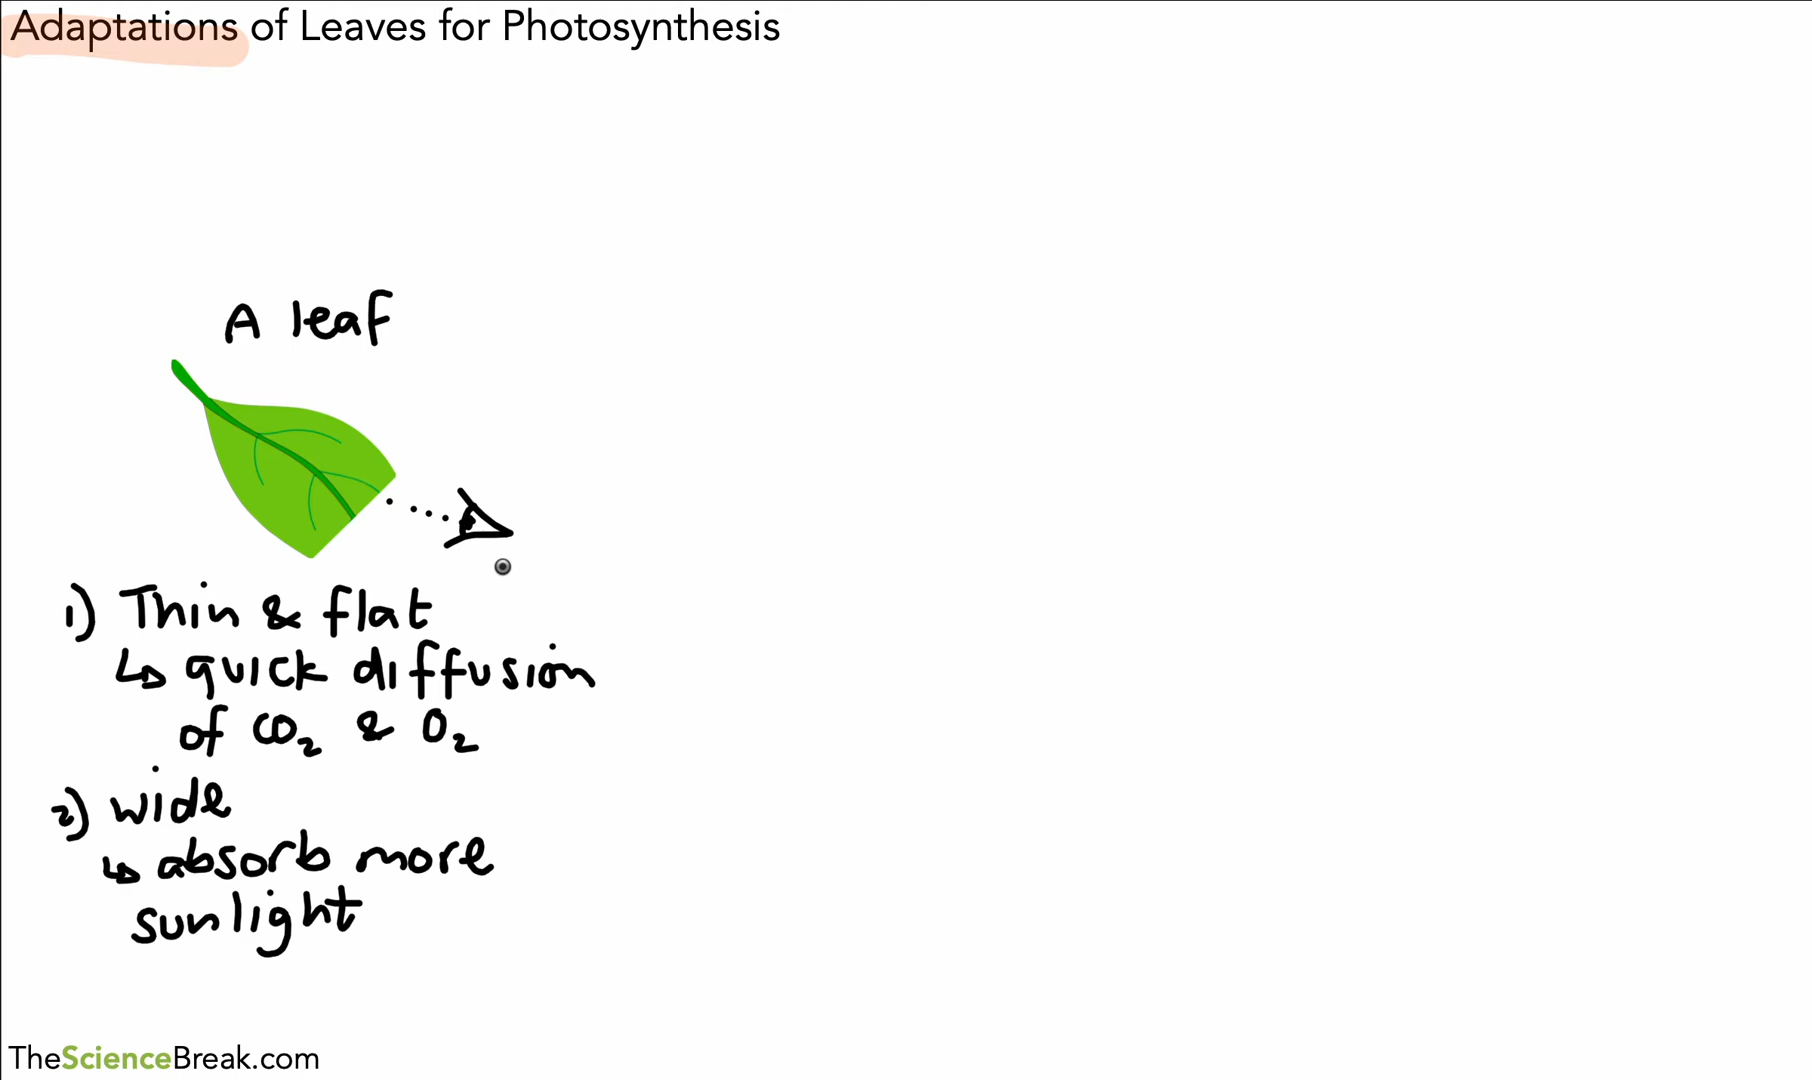 Adaptations of Leaves for Photosynthesis
A leaf
1) Thin & flat
↳ quick diffusion
of CO₂ & O₂
2) wide
↳ absorb more
sunlight
TheScienceBreak.com